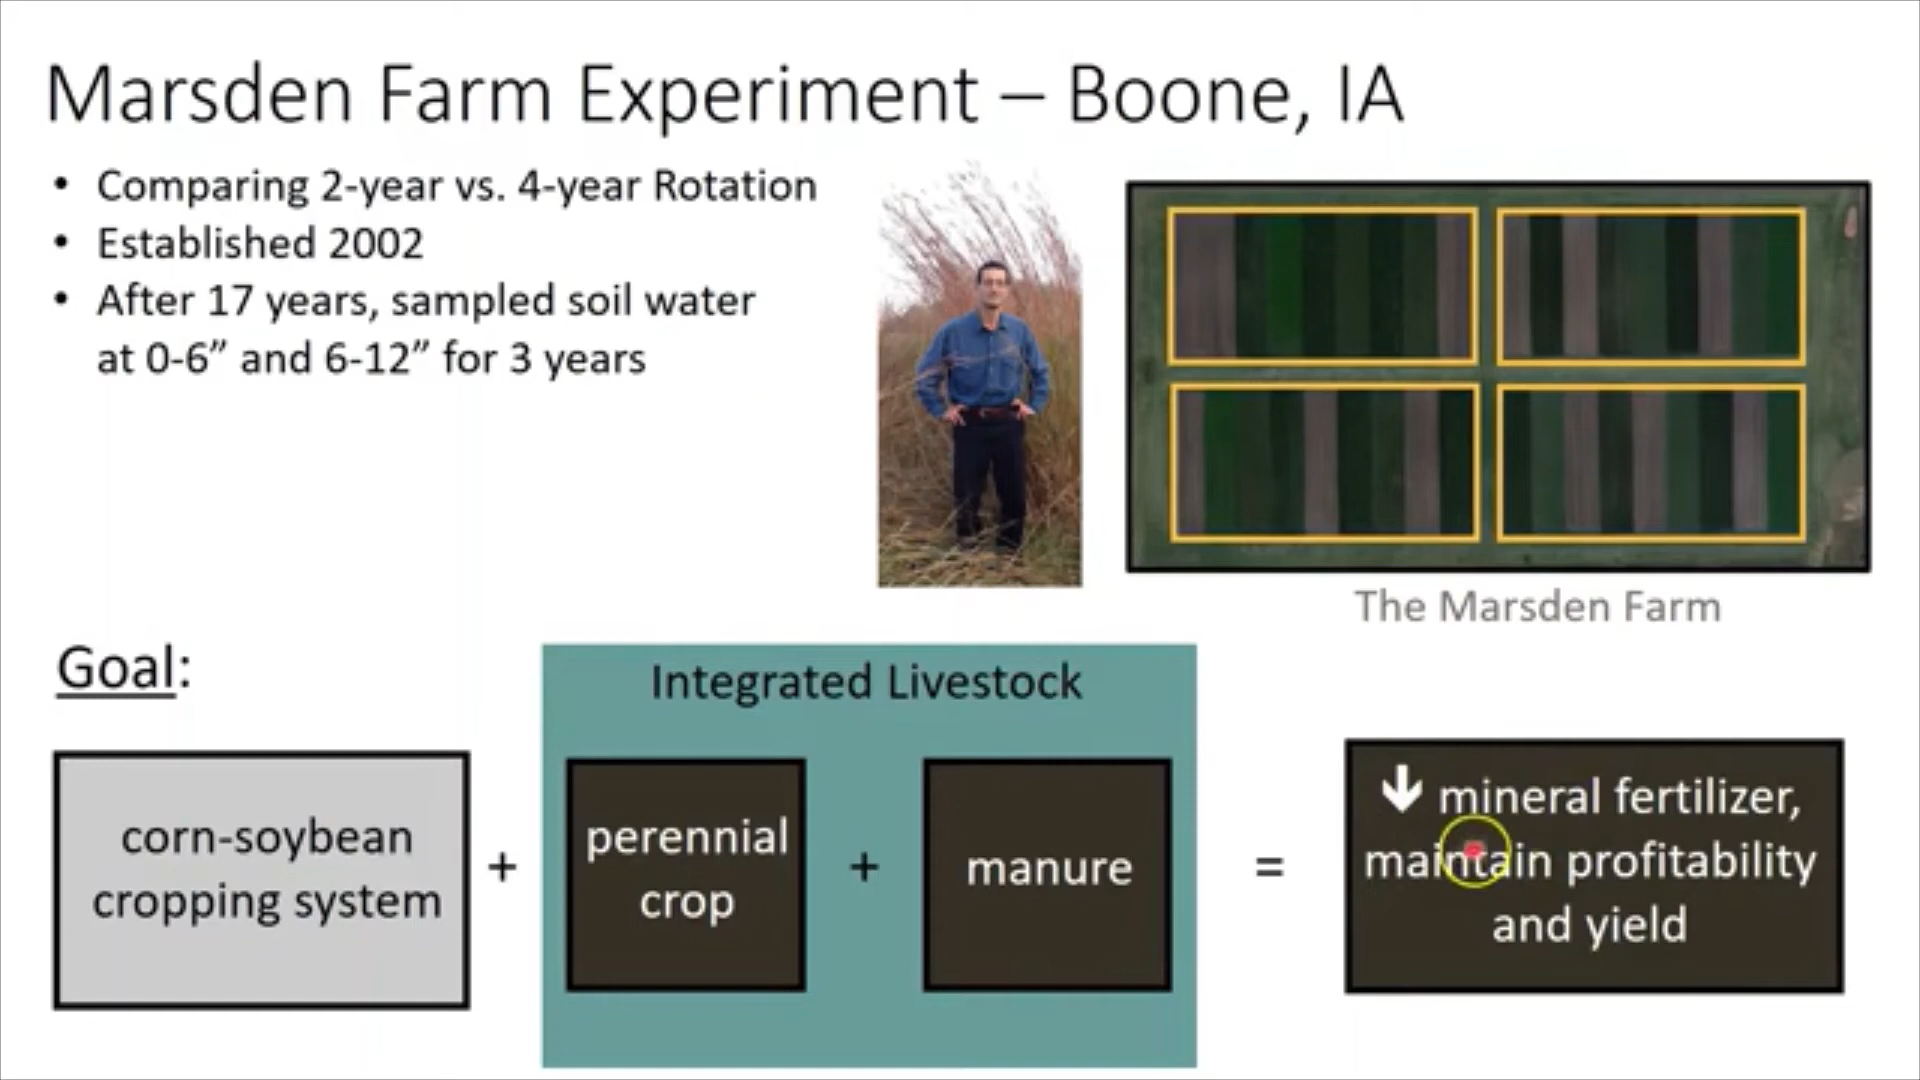 Marsden Farm Experiment – Boone, IA
• Comparing 2-year vs. 4-year Rotation
• Established 2002
• After 17 years, sampled soil water
at 0-6” and 6-12” for 3 years
The Marsden Farm
Goal:
Integrated Livestock
corn-soybean
cropping system
+
perennial
crop
+
manure
=
↓ mineral fertilizer,
maintain profitability
and yield